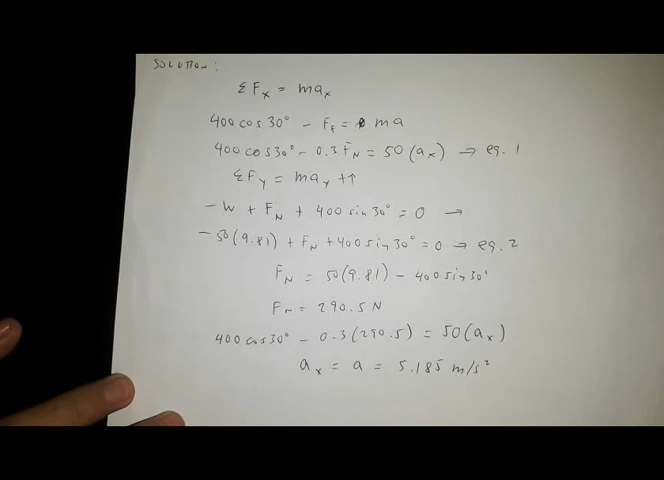 SOLUTION:
ΣFx = max
400 cos 30° - Ff = ma
400 cos 30° - 0.3 FN = 50 (ax) → eq. 1
ΣFy = may +↑
-W + FN + 400 sin 30° = 0 →
-50(9.81) + FN + 400 sin 30° = 0 → eq. 2
FN = 50(9.81) - 400 sin 30°
Fn = 290.5 N
400 cos 30° - 0.3 (290.5) = 50 (ax)
ax = a = 5.185 m/s²